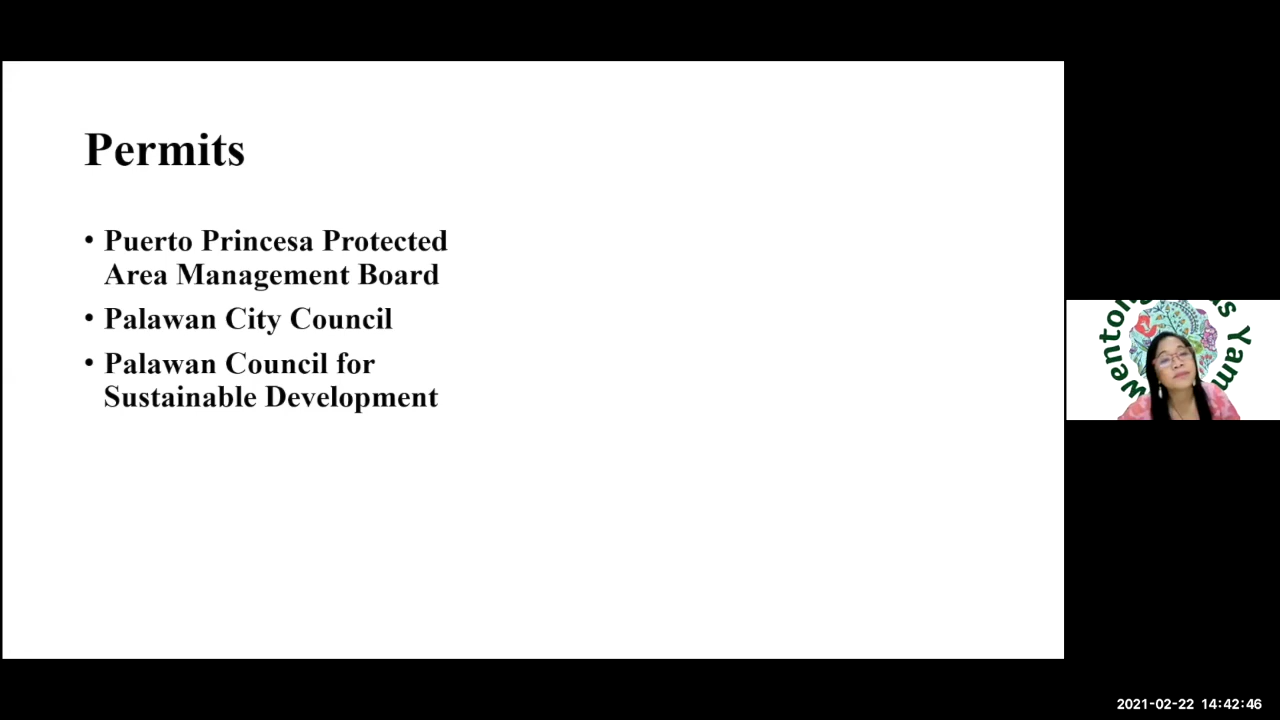 Permits
• Puerto Princesa Protected
Area Management Board
• Palawan City Council
• Palawan Council for
Sustainable Development
2021-02-22 14:42:46